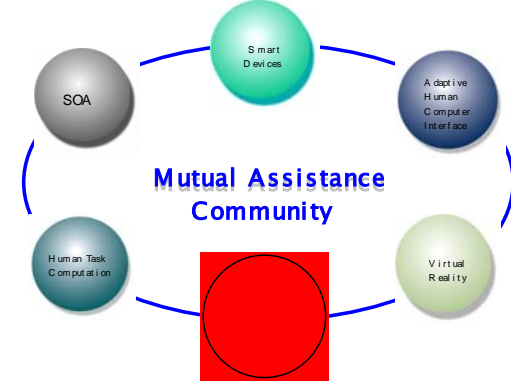 Smart
Devices
SOA
Adaptive
Human
Computer
Interface
Mutual Assistance
Community
Human Task
Computation
Virtual
Reality